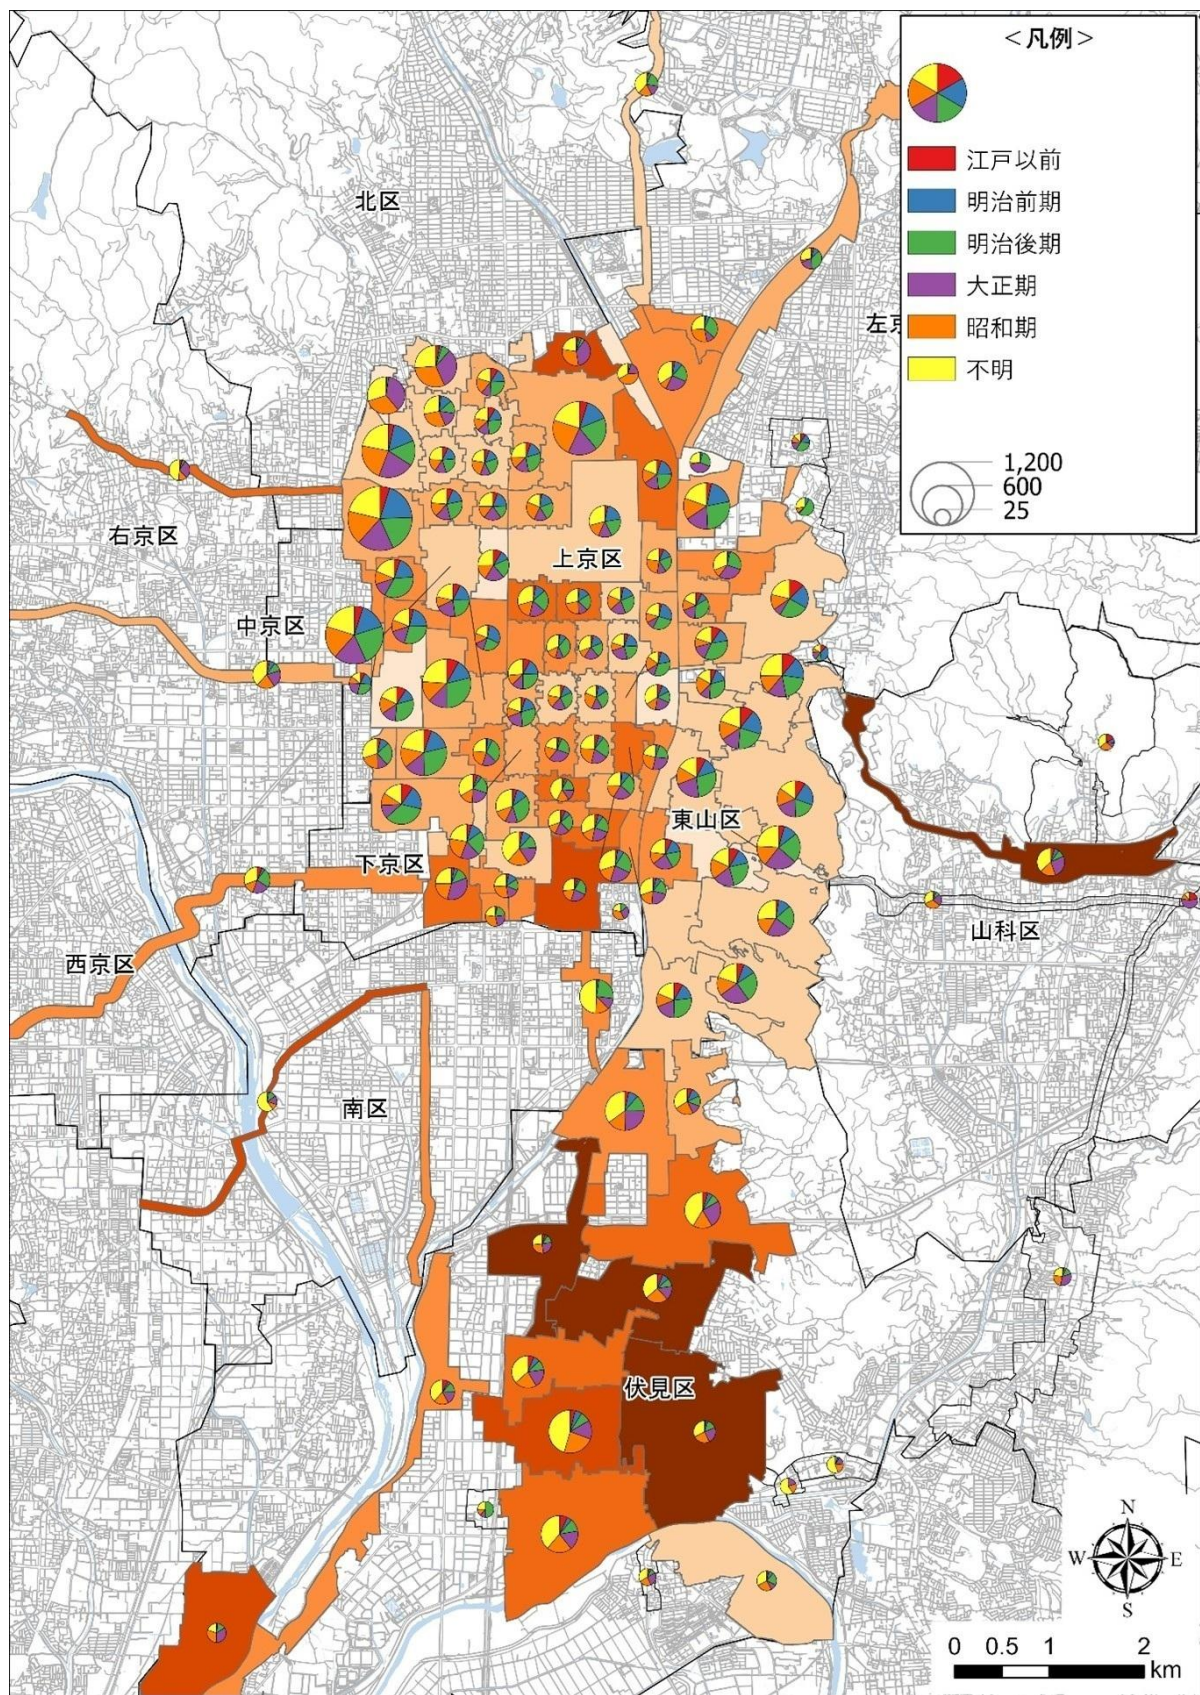 <凡例>
江戸以前
明治前期
明治後期
大正期
昭和期
不明
1,200
600
25
北区
左京
右京区
上京区
中京区
東山区
下京区
山科区
西京区
南区
伏見区
N
W E
S
0 0.5 1 2
km